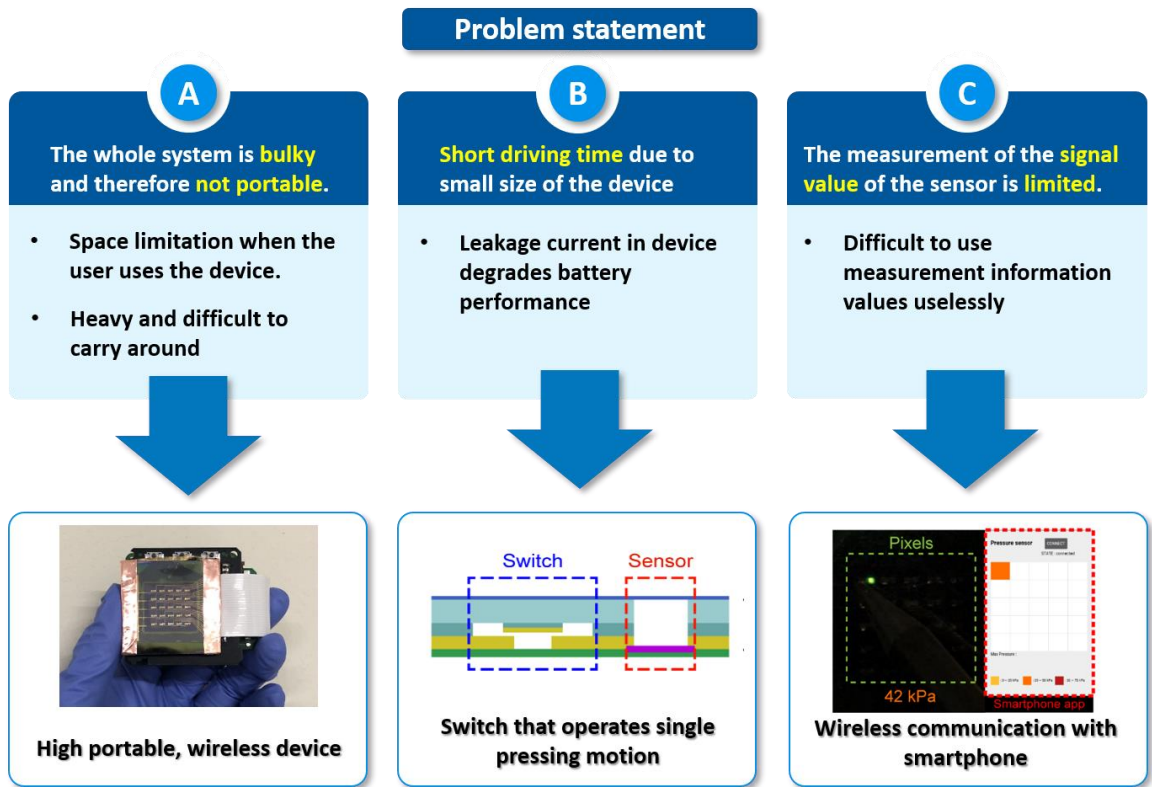 Problem statement
A
The whole system is bulky
and therefore not portable.
• Space limitation when the
user uses the device.
• Heavy and difficult to
carry around
High portable, wireless device
B
Short driving time due to
small size of the device
• Leakage current in device
degrades battery
performance
Switch
Sensor
Switch that operates single
pressing motion
C
The measurement of the signal
value of the sensor is limited.
• Difficult to use
measurement information
values uselessly
Pixels
42 kPa
Pressure sensor
CONNECT
connected
Max Pressure :
Smartphone app
Wireless communication with
smartphone